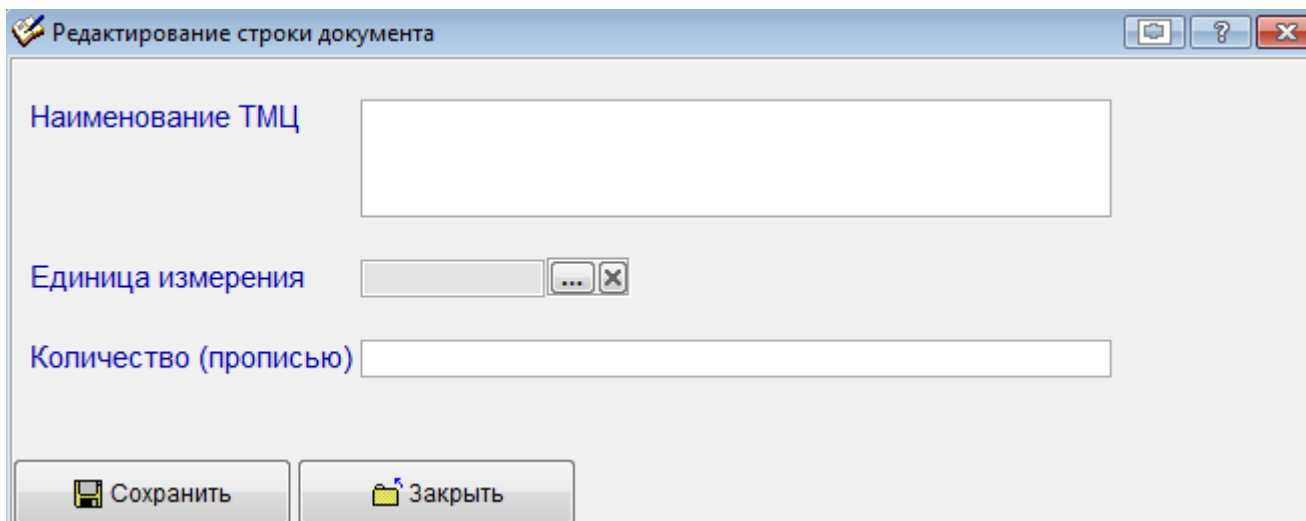 Редактирование строки документа
Наименование ТМЦ
Единица измерения ...
Количество (прописью)
Сохранить Закрыть